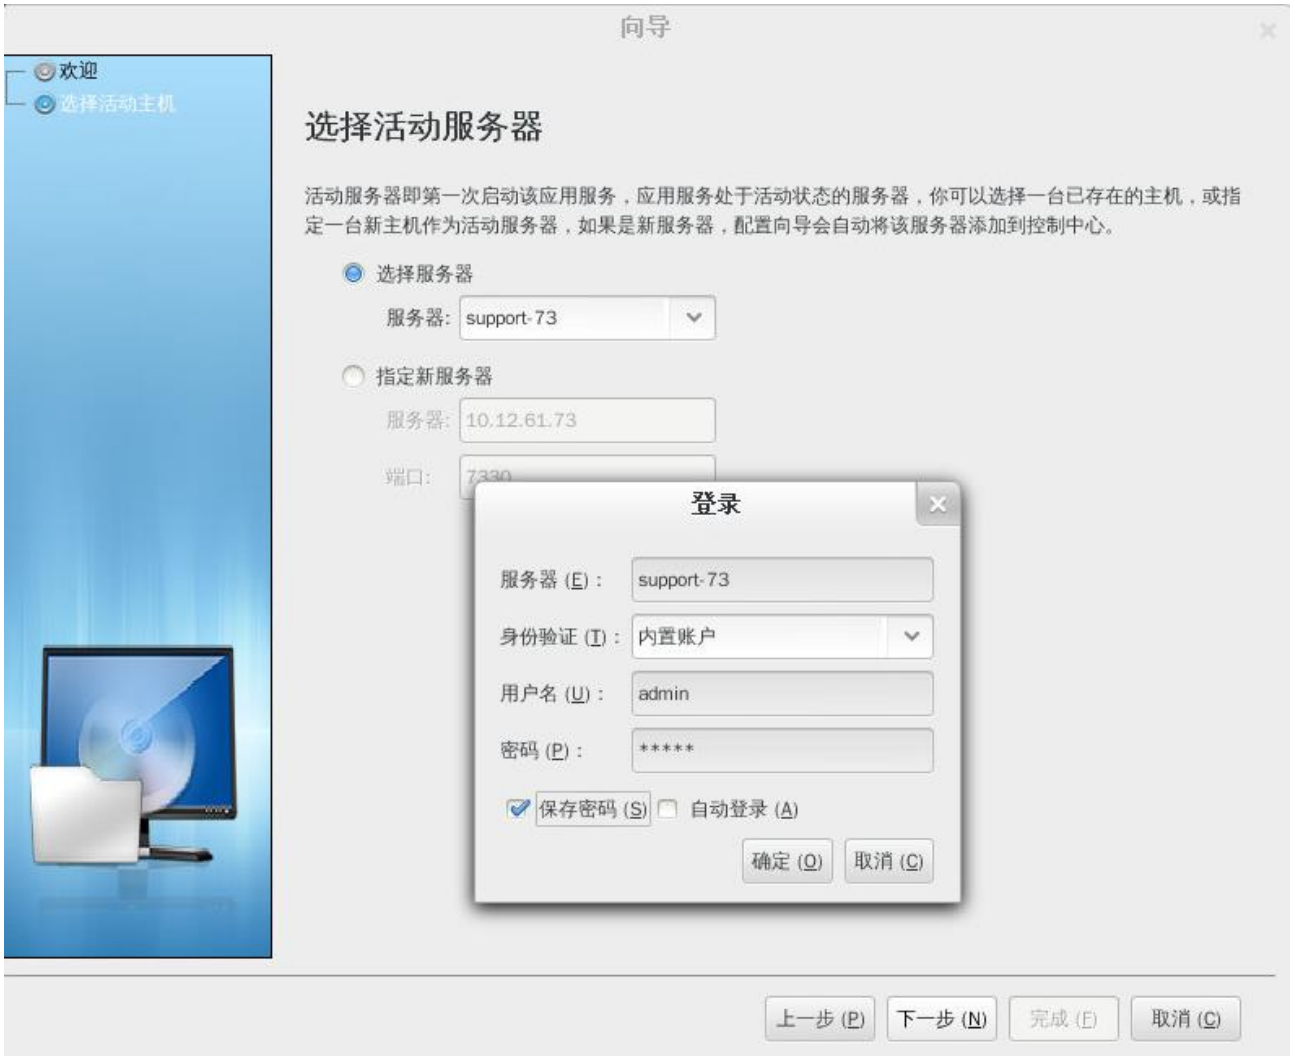 向导
欢迎
选择活动主机
选择活动服务器
活动服务器即第一次启动该应用服务，应用服务处于活动状态的服务器，你可以选择一台已存在的主机，或指
定一台新主机作为活动服务器，如果是新服务器，配置向导会自动将该服务器添加到控制中心。
选择服务器
服务器: support-73
指定新服务器
服务器: 10.12.61.73
端口: 7330
登录
服务器 (E)： support-73
身份验证 (T)： 内置账户
用户名 (U)： admin
密码 (P)： *****
保存密码 (S) 自动登录 (A)
确定 (O) 取消 (C)
上一步 (P) 下一步 (N) 完成 (F) 取消 (C)